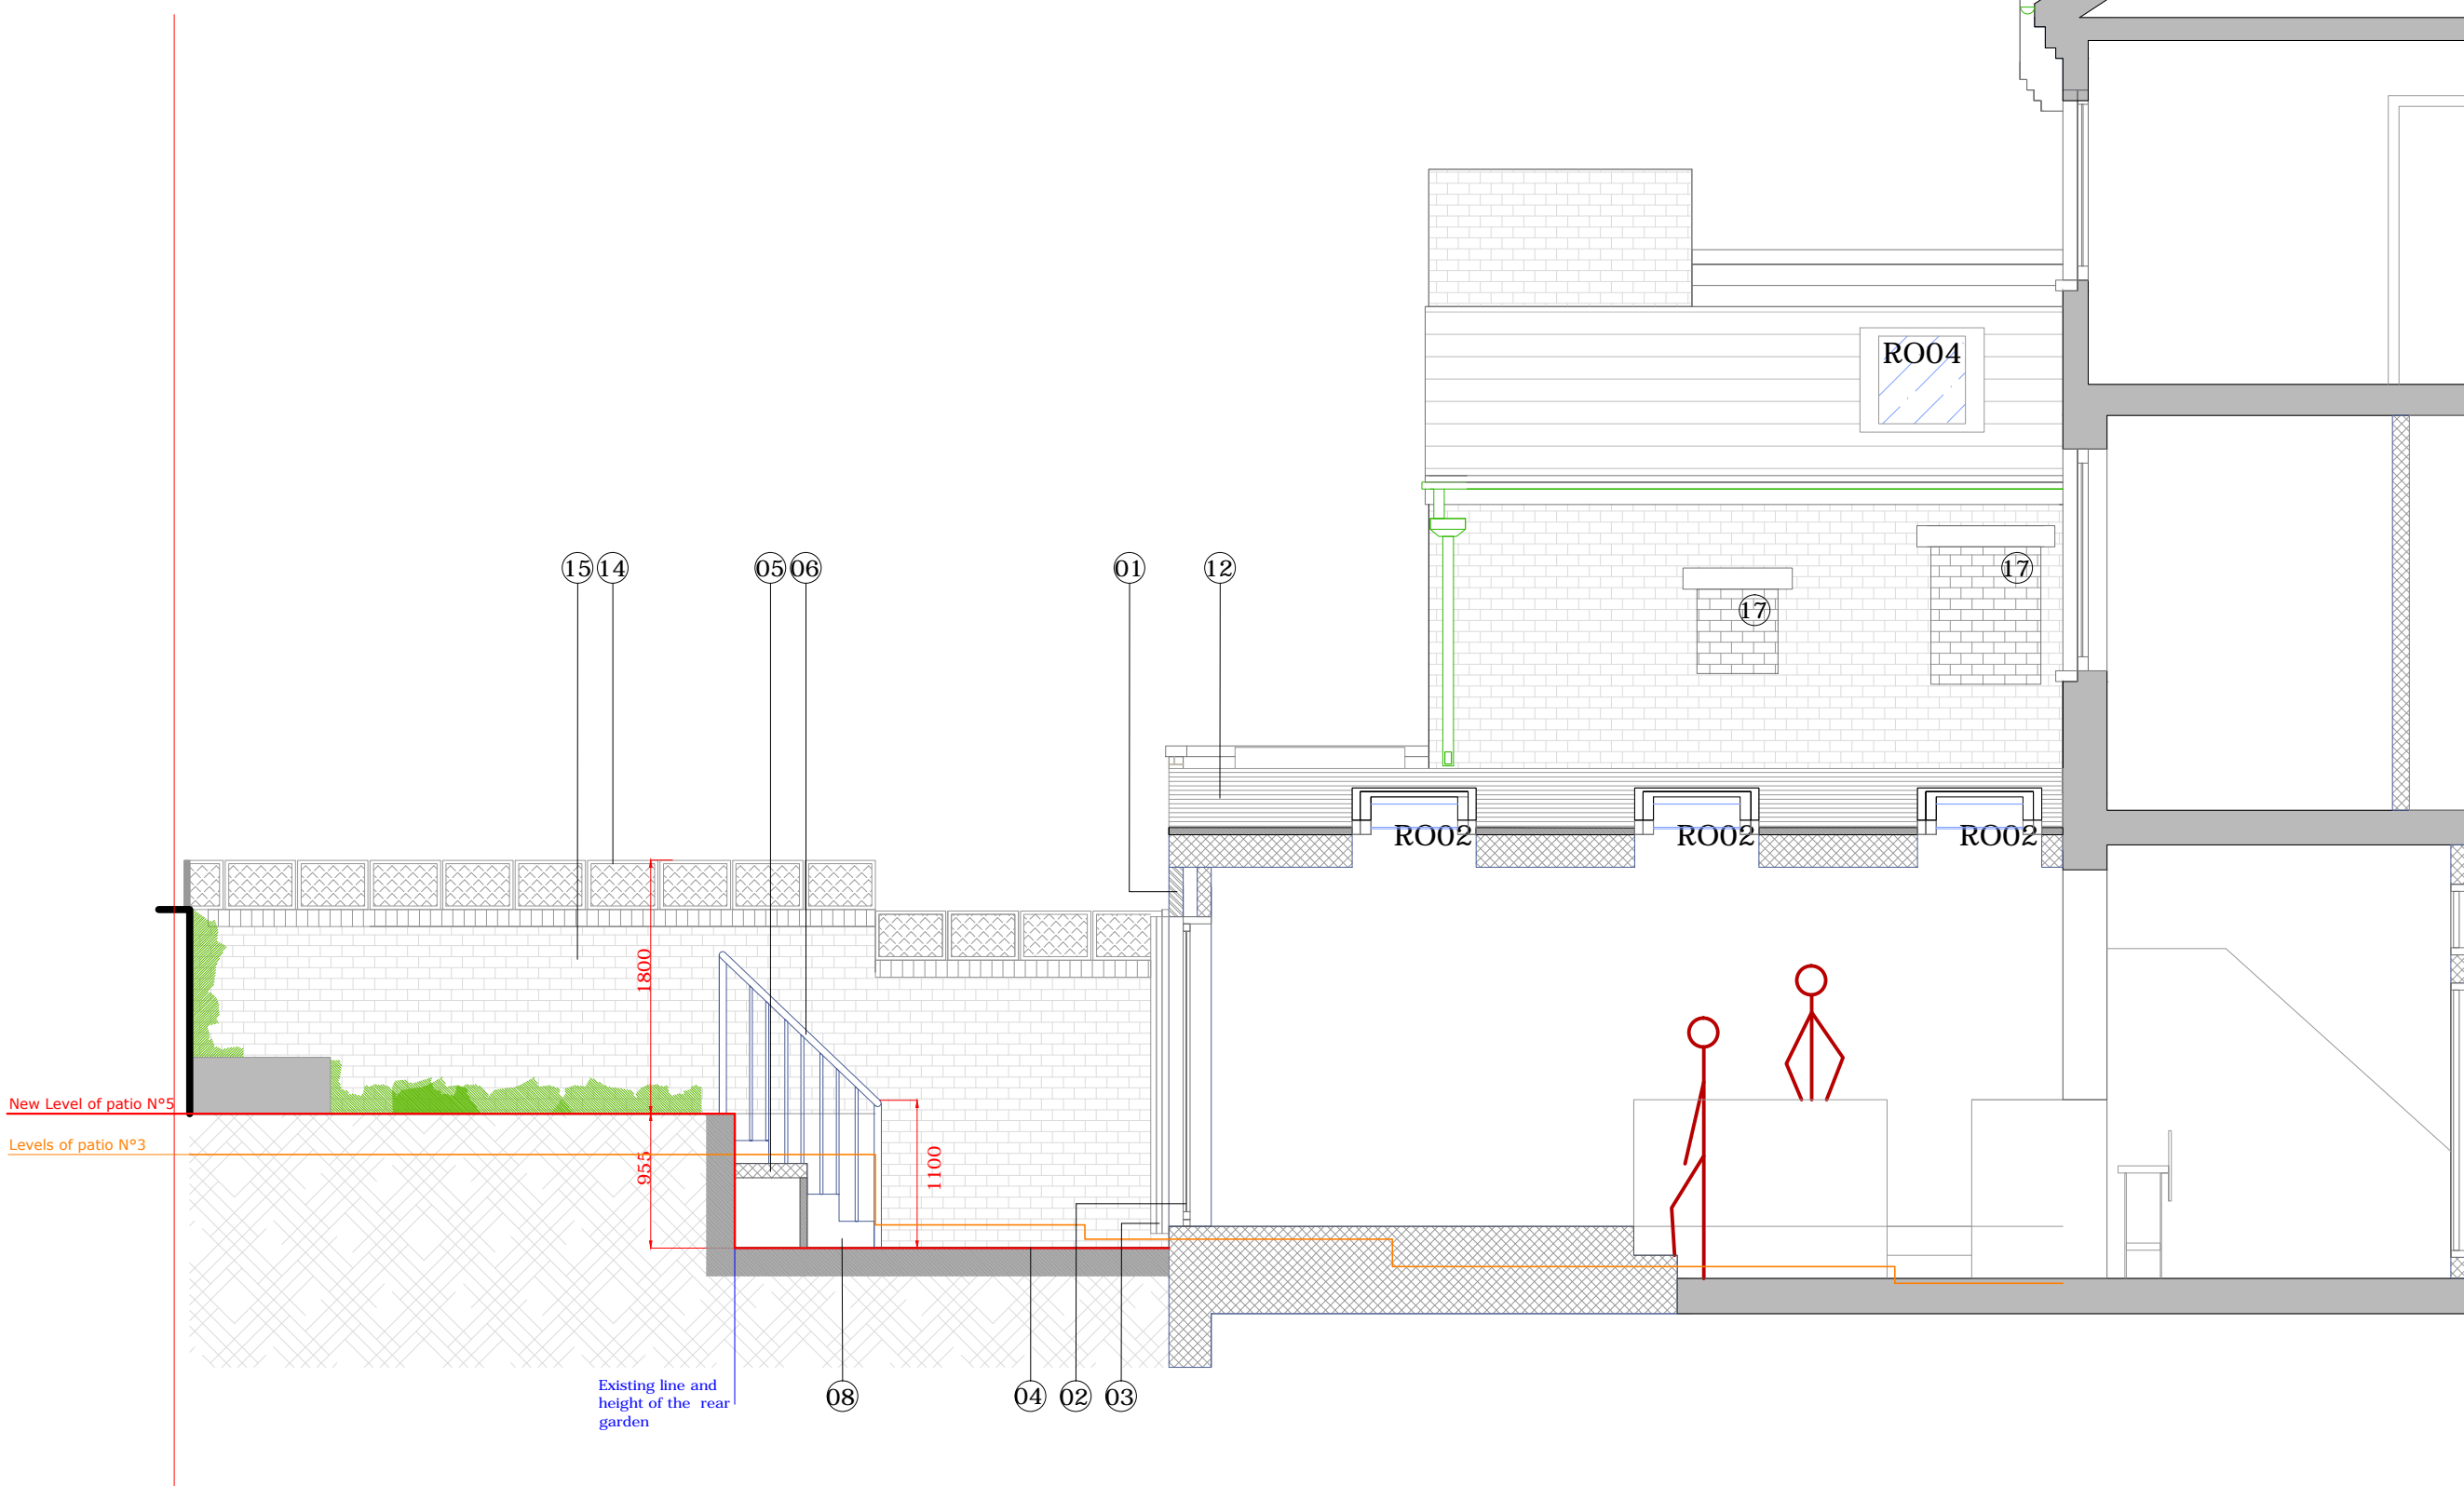 RO04
15
14
05
06
01
12
17
17
RO02
RO02
RO02
1800
New Level of patio N°5
Levels of patio N°3
955
1100
Existing line and
height of the rear
garden
08
04
02
03